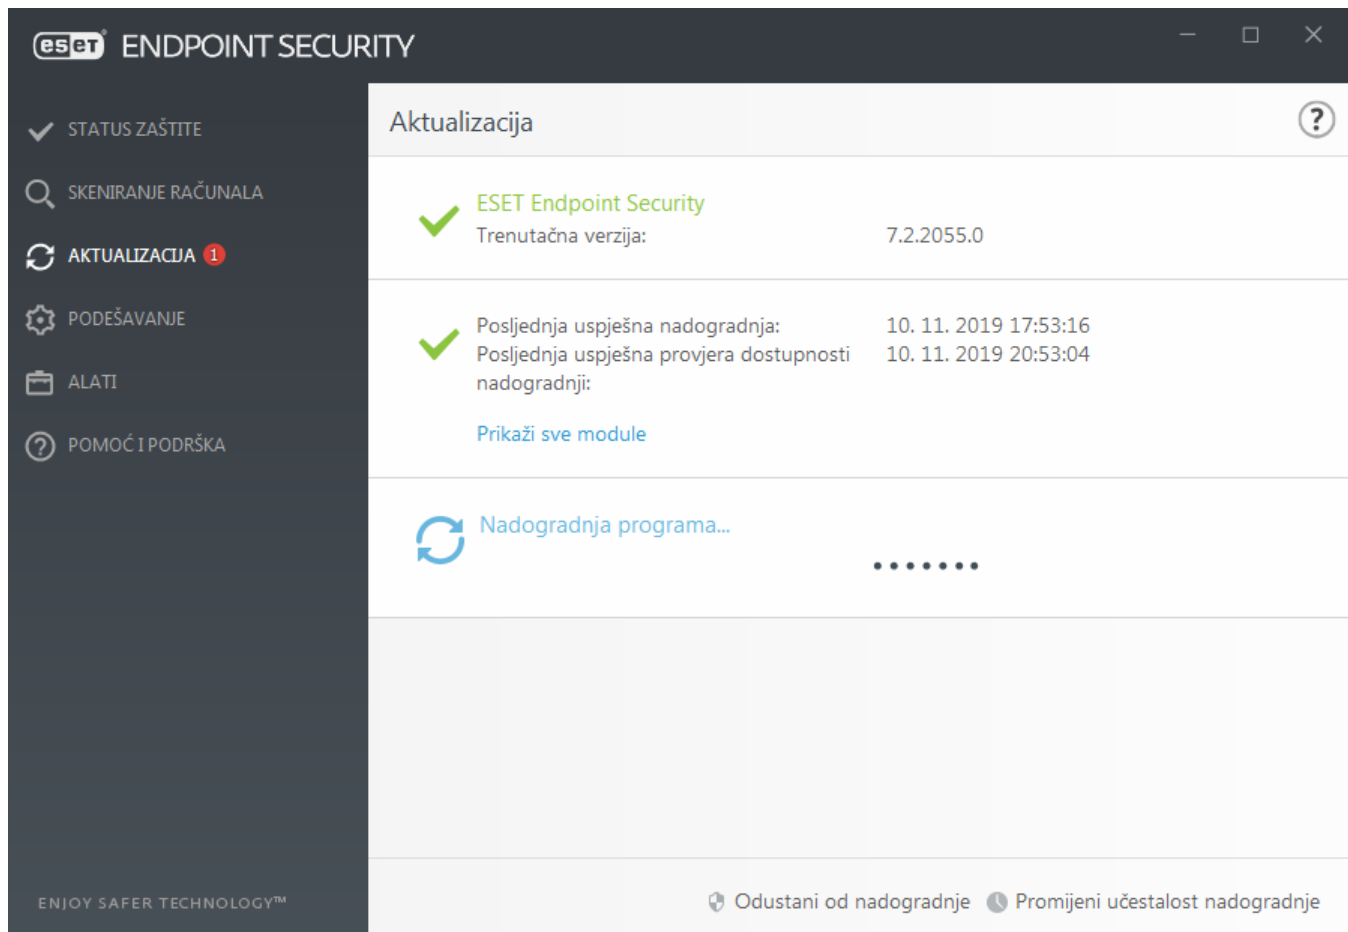 eset ENDPOINT SECURITY
STATUS ZAŠTITE
SKENIRANJE RAČUNALA
AKTUALIZACIJA 1
PODEŠAVANJE
ALATI
POMOĆ I PODRŠKA
ENJOY SAFER TECHNOLOGY™
Aktualizacija
?
ESET Endpoint Security
Trenutačna verzija: 7.2.2055.0
Posljednja uspješna nadogradnja: 10. 11. 2019 17:53:16
Posljednja uspješna provjera dostupnosti 10. 11. 2019 20:53:04
nadogradnji:
Prikaži sve module
Nadogradnja programa...
Odustani od nadogradnje Promijeni učestalost nadogradnje